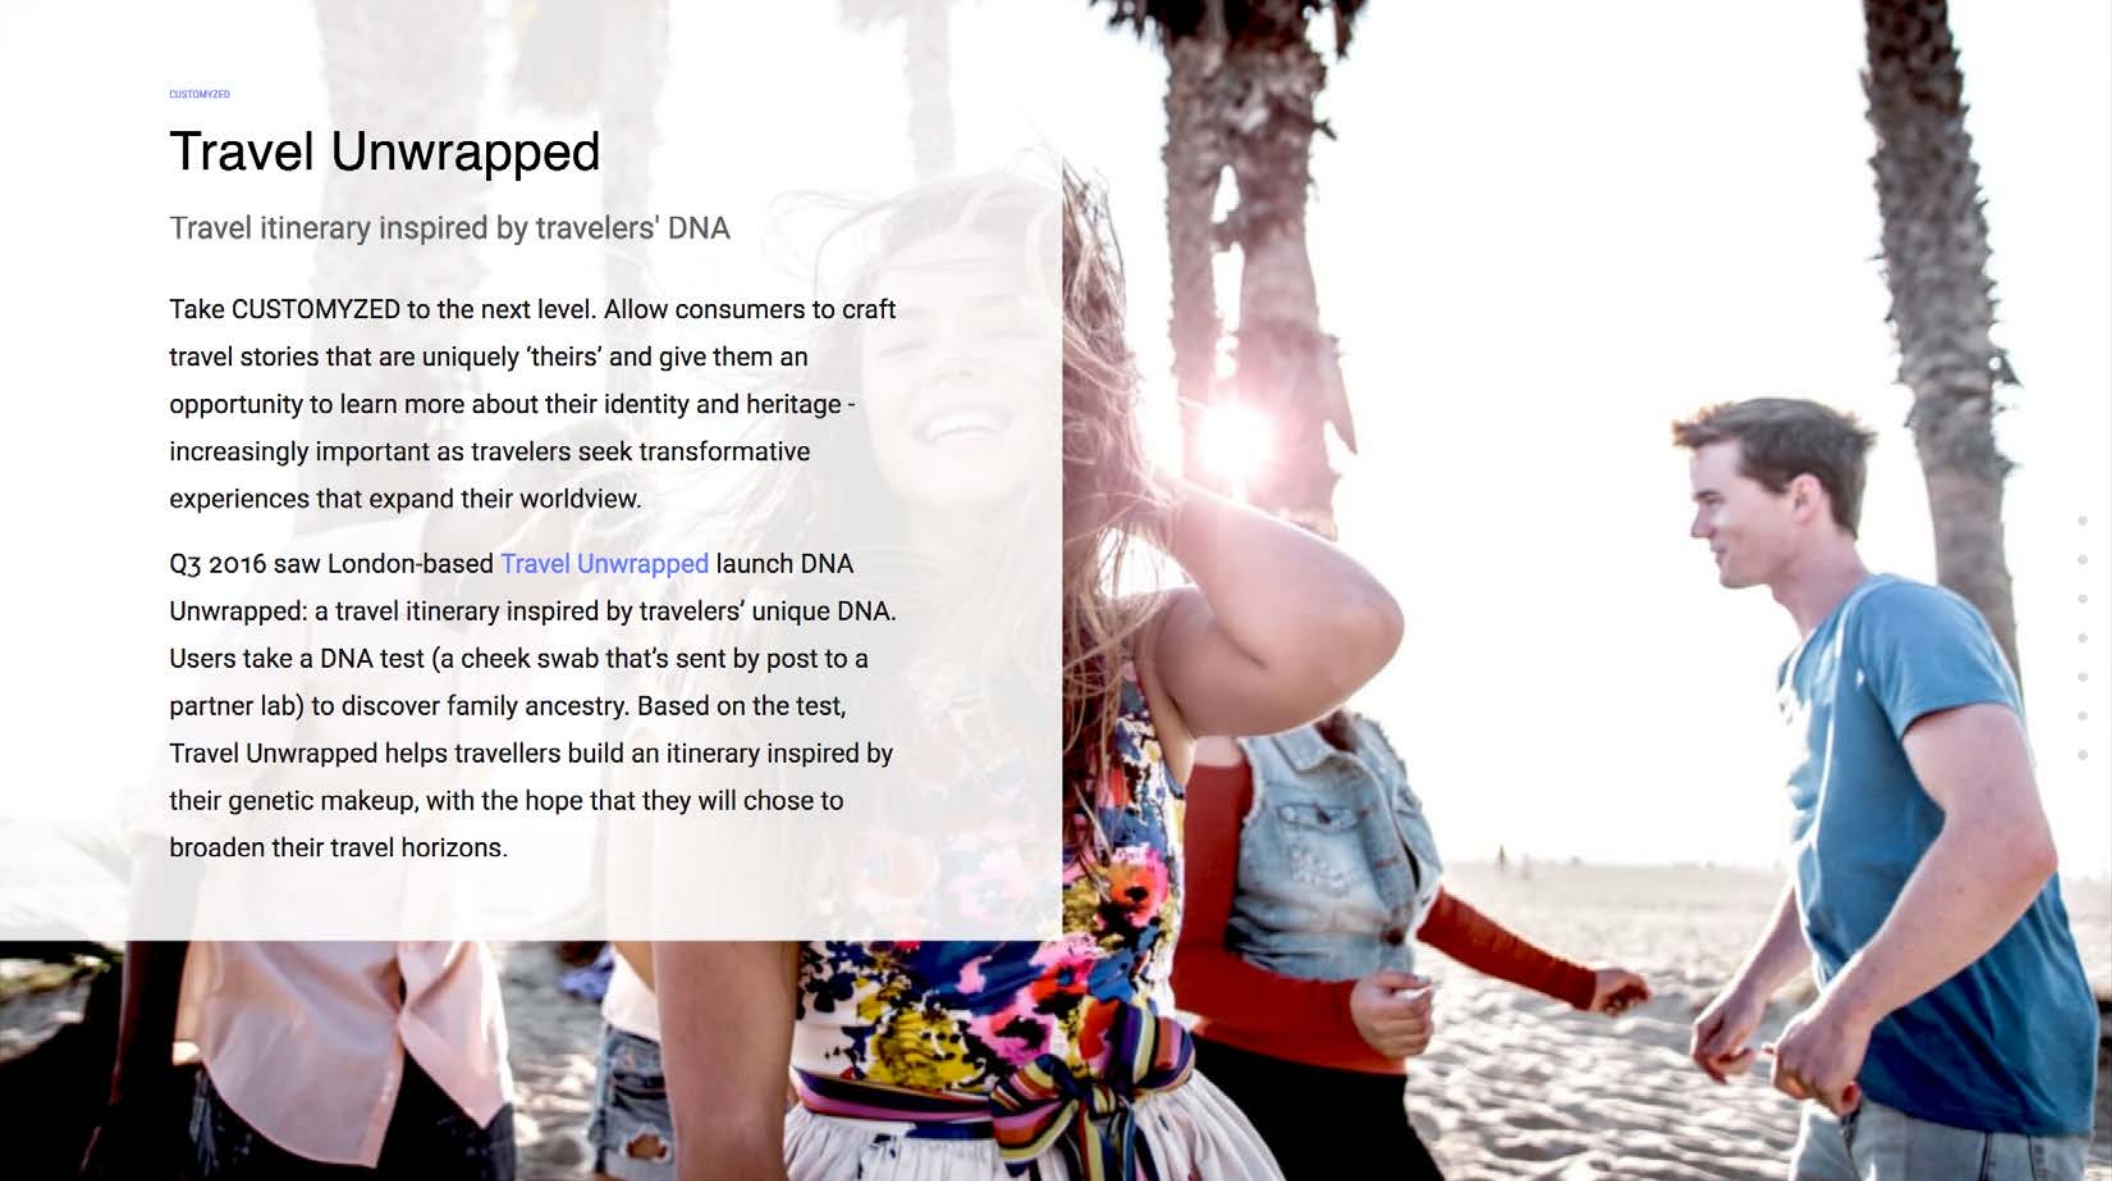 CUSTOMYZED
Travel Unwrapped
Travel itinerary inspired by travelers' DNA
Take CUSTOMYZED to the next level. Allow consumers to craft
travel stories that are uniquely ‘theirs’ and give them an
opportunity to learn more about their identity and heritage -
increasingly important as travelers seek transformative
experiences that expand their worldview.
Q3 2016 saw London-based Travel Unwrapped launch DNA
Unwrapped: a travel itinerary inspired by travelers’ unique DNA.
Users take a DNA test (a cheek swab that’s sent by post to a
partner lab) to discover family ancestry. Based on the test,
Travel Unwrapped helps travellers build an itinerary inspired by
their genetic makeup, with the hope that they will chose to
broaden their travel horizons.